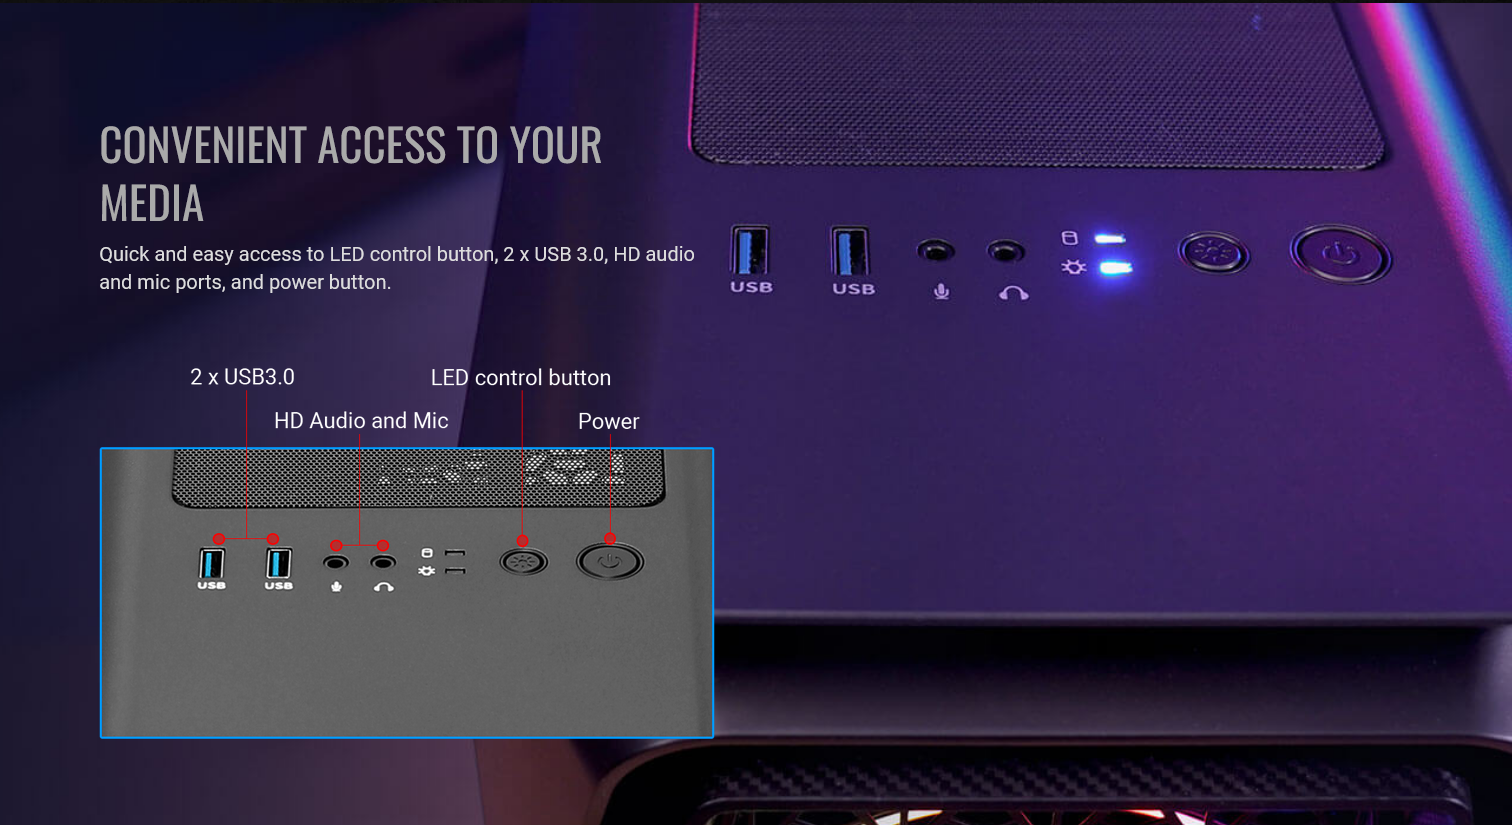 CONVENIENT ACCESS TO YOUR
MEDIA
Quick and easy access to LED control button, 2 x USB 3.0, HD audio
and mic ports, and power button.
USB USB
2 x USB3.0 LED control button
HD Audio and Mic Power
USB USB